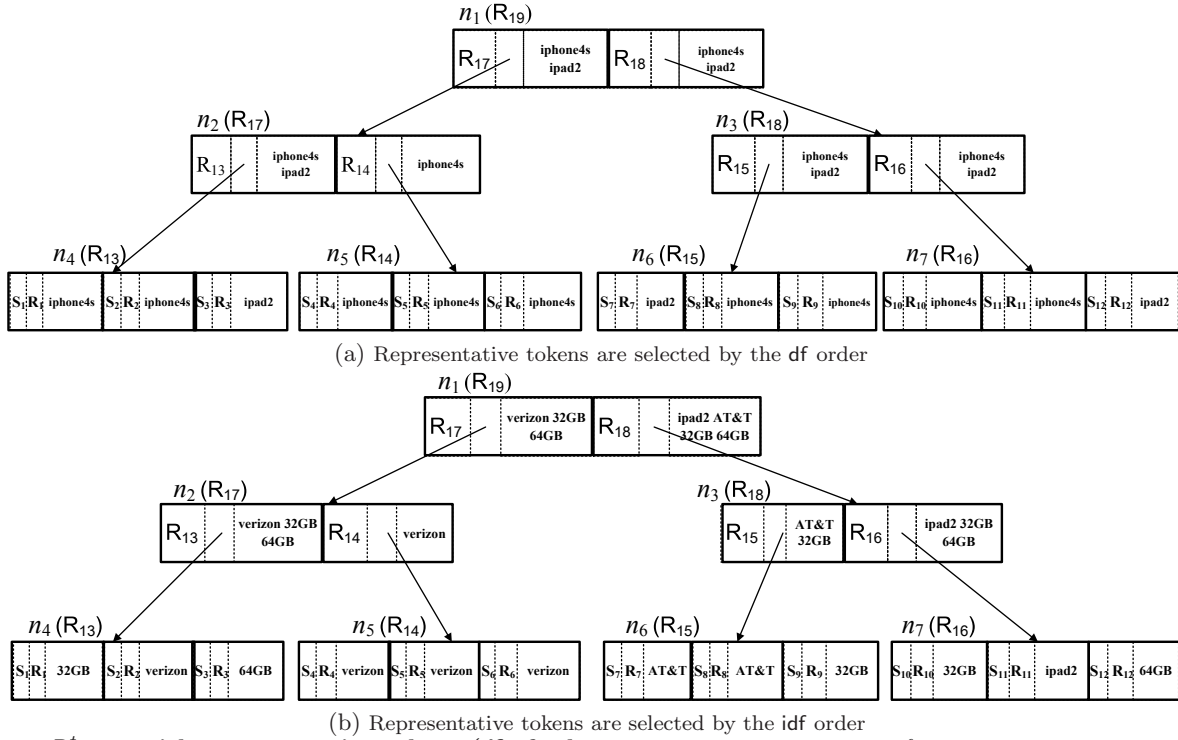 n1 (R19)
R17 iphone4s ipad2 R18 iphone4s ipad2
n2 (R17) n3 (R18)
R13 iphone4s ipad2 R14 iphone4s R15 iphone4s ipad2 R16 iphone4s ipad2
n4 (R13) n5 (R14) n6 (R15) n7 (R16)
S1 R1 iphone4s S2 R2 iphone4s S3 R3 ipad2 S4 R4 iphone4s S5 R5 iphone4s S6 R6 iphone4s S7 R7 ipad2 S8 R8 iphone4s S9 R9 iphone4s S10 R10 iphone4s S11 R11 iphone4s S12 R12 ipad2
(a) Representative tokens are selected by the df order
n1 (R19)
R17 verizon 32GB 64GB R18 ipad2 AT&T 32GB 64GB
n2 (R17) n3 (R18)
R13 verizon 32GB 64GB R14 verizon R15 AT&T 32GB R16 ipad2 32GB 64GB
n4 (R13) n5 (R14) n6 (R15) n7 (R16)
S1 R1 32GB S2 R2 verizon S3 R3 64GB S4 R4 verizon S5 R5 verizon S6 R6 verizon S7 R7 AT&T S8 R8 AT&T S9 R9 32GB S10 R10 32GB S11 R11 ipad2 S12 R12 64GB
(b) Representative tokens are selected by the idf order